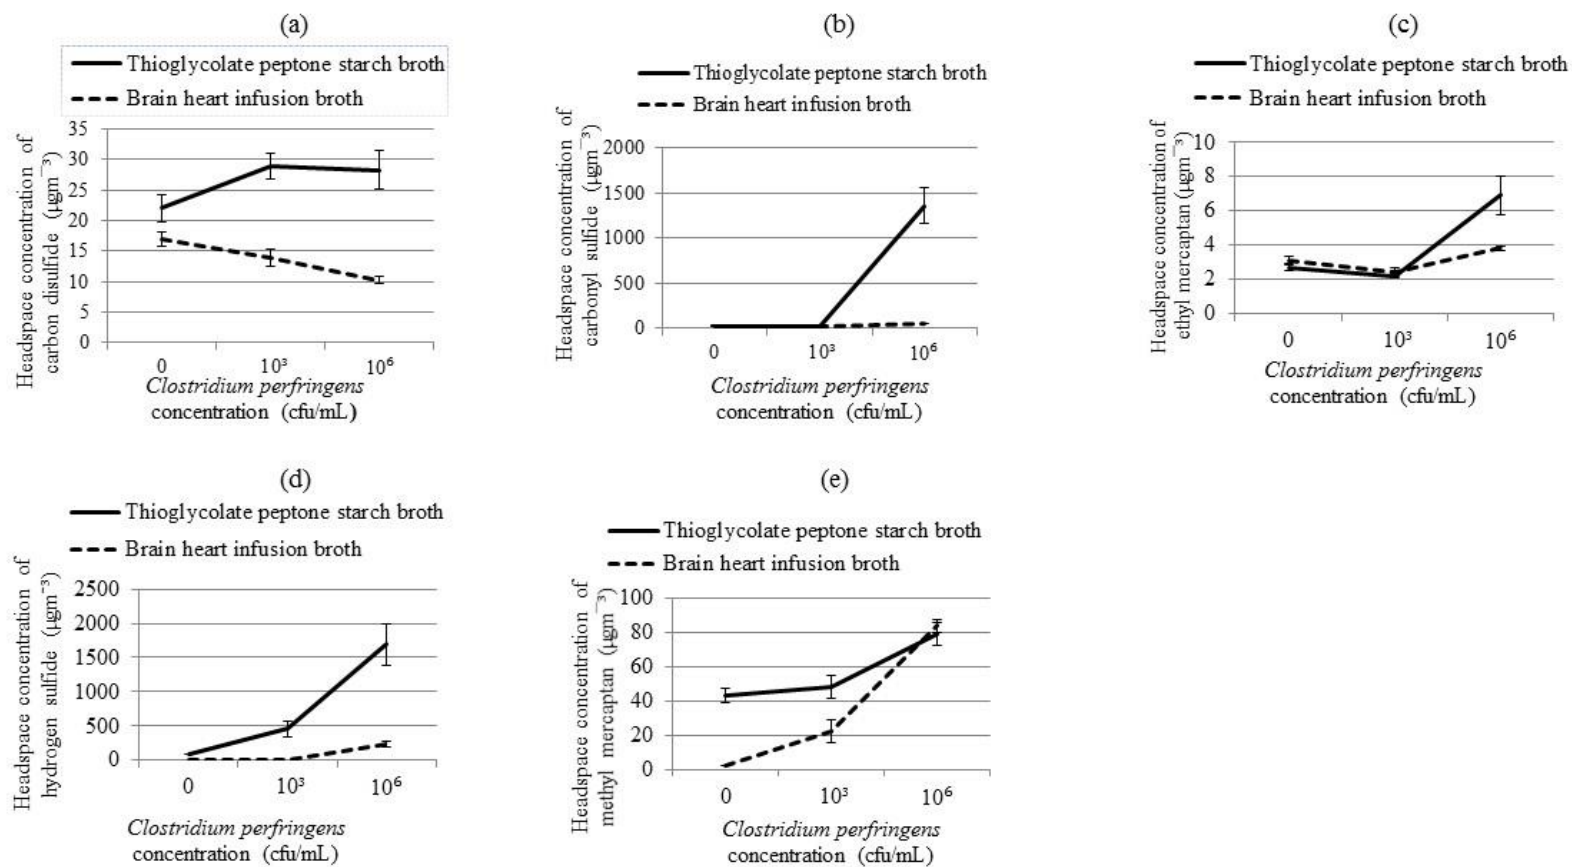 (a)
Thioglycolate peptone starch broth
Brain heart infusion broth
Headspace concentration of
carbon disulfide (µgm⁻³)
35
30
25
20
15
10
5
0
0 10³ 10⁶
Clostridium perfringens
concentration (cfu/mL)
(b)
Thioglycolate peptone starch broth
Brain heart infusion broth
Headspace concentration of
carbonyl sulfide (µgm⁻³)
2000
1500
1000
500
0
0 10³ 10⁶
Clostridium perfringens
concentration (cfu/mL)
(c)
Thioglycolate peptone starch broth
Brain heart infusion broth
Headspace concentration of
ethyl mercaptan (µgm⁻³)
10
8
6
4
2
0
0 10³ 10⁶
Clostridium perfringens
concentration (cfu/mL)
(d)
Thioglycolate peptone starch broth
Brain heart infusion broth
Headspace concentration of
hydrogen sulfide (µgm⁻³)
2500
2000
1500
1000
500
0
0 10³ 10⁶
Clostridium perfringens
concentration (cfu/mL)
(e)
Thioglycolate peptone starch broth
Brain heart infusion broth
Headspace concentration of
methyl mercaptan (µgm⁻³)
100
80
60
40
20
0
0 10³ 10⁶
Clostridium perfringens
concentration (cfu/mL)